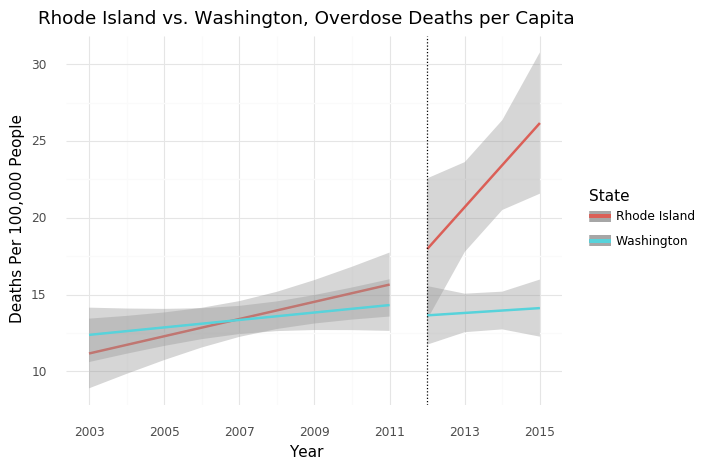 Rhode Island vs. Washington, Overdose Deaths per Capita
30
25
20
15
10
Deaths Per 100,000 People
2003 2005 2007 2009 2011 2013 2015
Year
State
Rhode Island
Washington